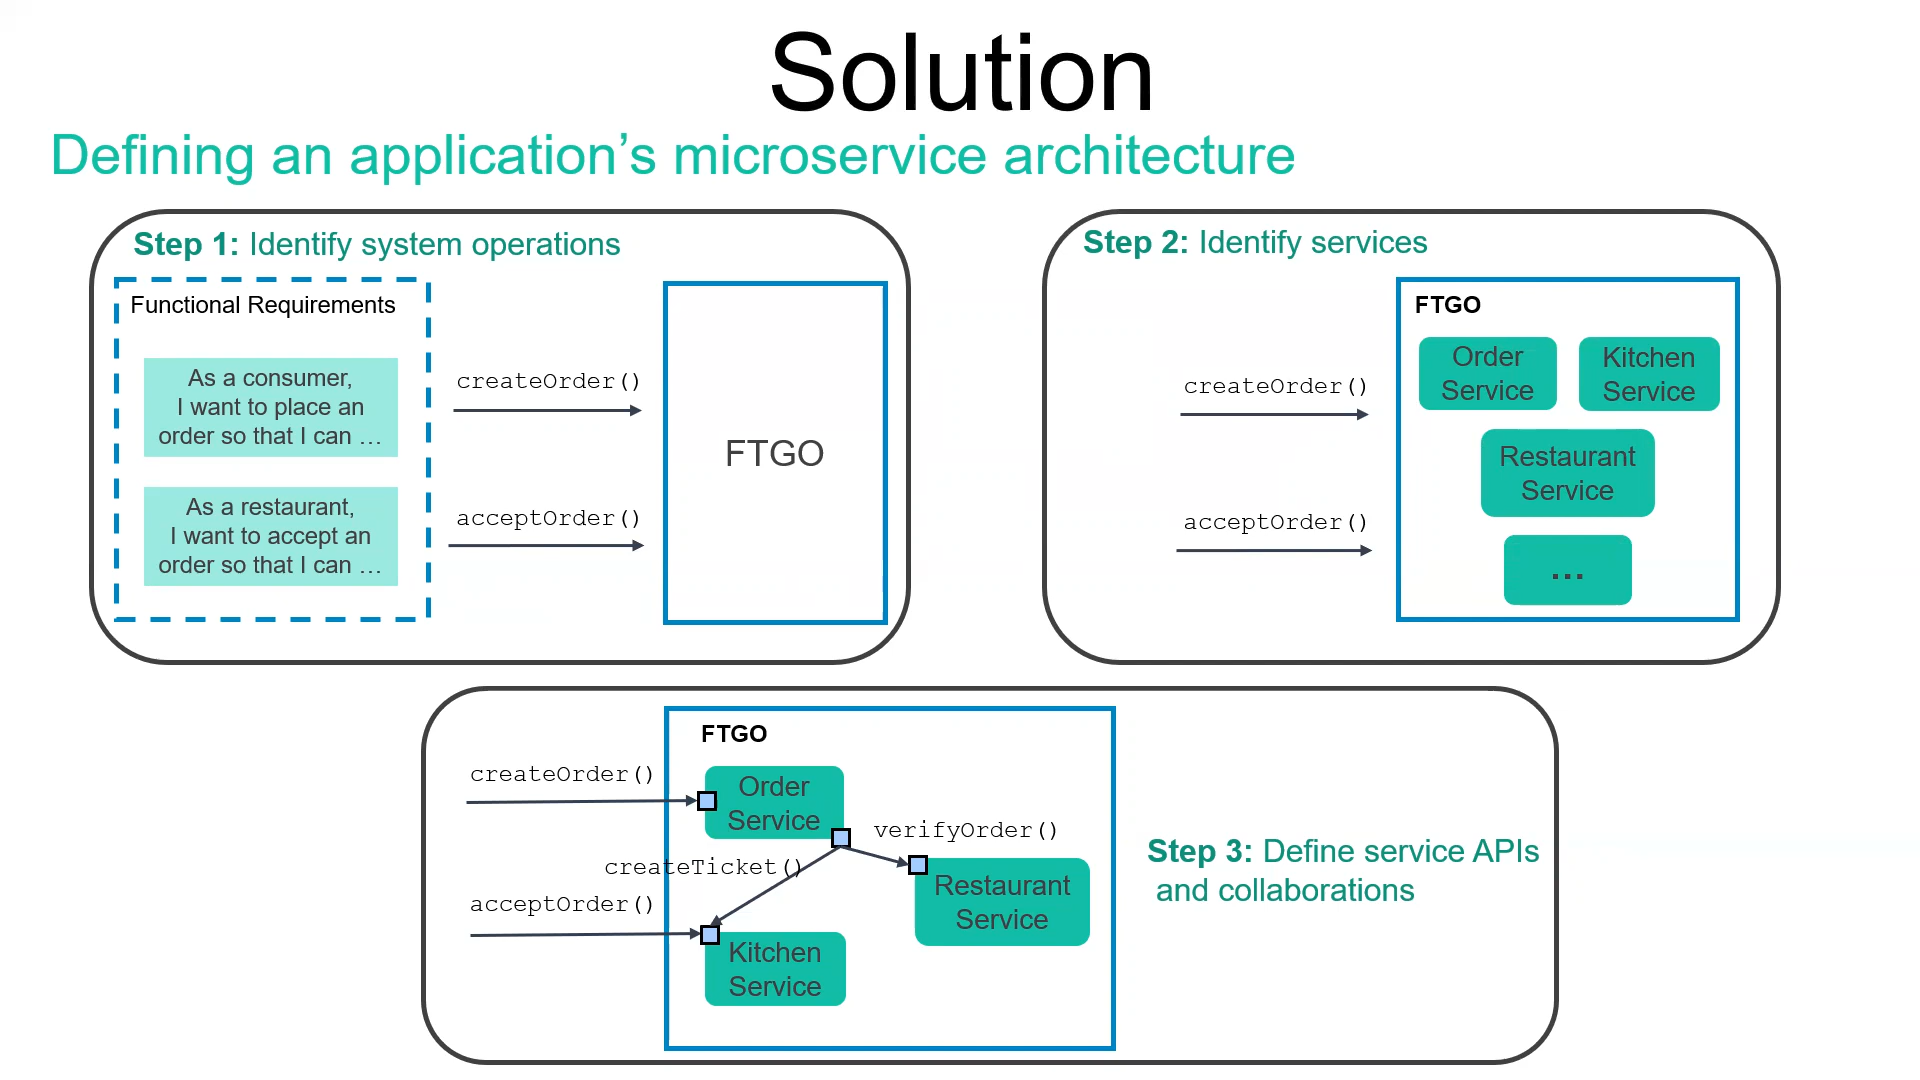 Solution
Defining an application’s microservice architecture
Step 1: Identify system operations
Functional Requirements
As a consumer,
I want to place an
order so that I can …
As a restaurant,
I want to accept an
order so that I can …
createOrder()
acceptOrder()
FTGO
Step 2: Identify services
createOrder()
acceptOrder()
FTGO
Order
Service
Kitchen
Service
Restaurant
Service
...
FTGO
createOrder()
Order
Service
verifyOrder()
createTicket()
acceptOrder()
Restaurant
Service
Kitchen
Service
Step 3: Define service APIs
and collaborations